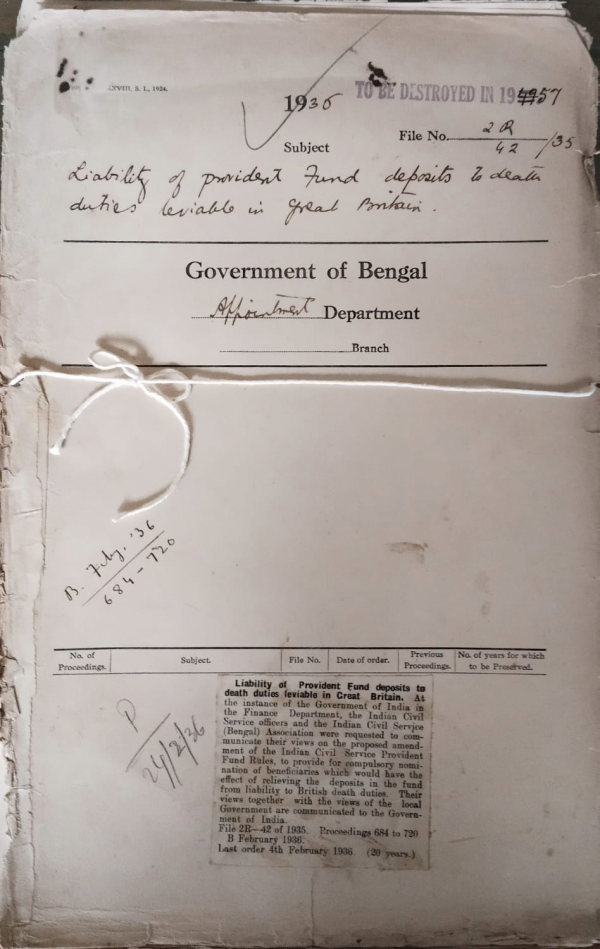 XVIII, S. I., 1924.
TO BE DESTROYED IN 1957
1936
File No. 2R/42/35
Subject
Liability of provident Fund deposits to death
duties leviable in Great Britain.
Government of Bengal
Appointment Department
Branch
B. Feby. '36
684-720
No. of Proceedings. Subject. File No. Date of order. Previous Proceedings. No. of years for which to be Preserved.
Liability of Provident Fund deposits to
death duties leviable in Great Britain. At
the instance of the Government of India in
the Finance Department, the Indian Civil
Service officers and the Indian Civil Service
(Bengal) Association were requested to com-
municate their views on the proposed amend-
ment of the Indian Civil Service Provident
Fund Rules, to provide for compulsory nomi-
nation of beneficiaries which would have the
effect of relieving the deposits in the fund
from liability to British death duties. Their
views together with the views of the local
Government are communicated to the Govern-
ment of India.
File 2R—42 of 1935. Proceedings 684 to 720
B February 1936.
Last order 4th February 1936. (20 years.)
P
24/2/36